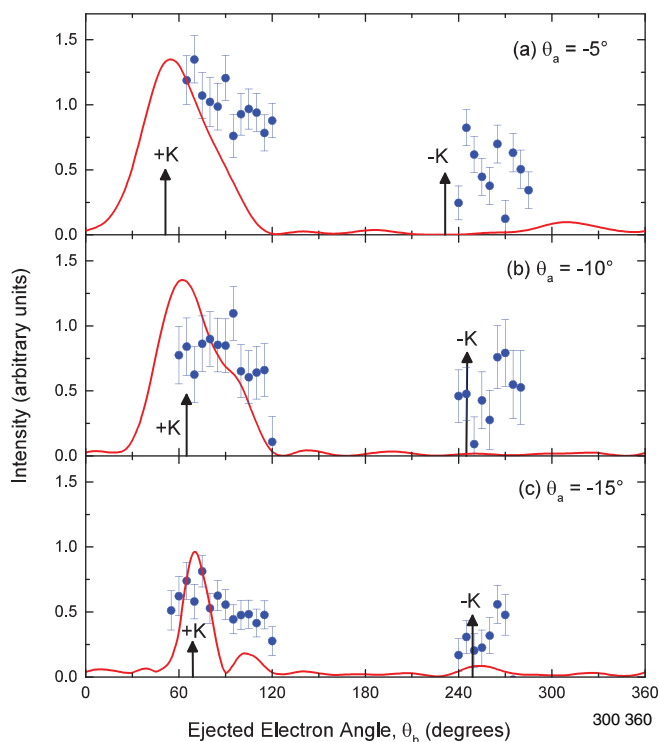 1.5
(a) θa = -5°
1.0
+K
-K
0.5
0.0
1.5
(b) θa = -10°
1.0
-K
0.5
+K
0.0
1.5
(c) θa = -15°
1.0
-K
0.5
+K
0.0
0 60 120 180 240 300 360
300 360
Ejected Electron Angle, θb (degrees)
Intensity (arbitrary units)